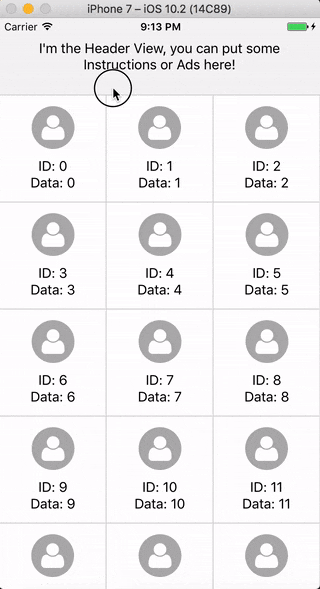 iPhone 7 – iOS 10.2 (14C89)
Carrier 9:13 PM
I'm the Header View, you can put some
Instructions or Ads here!
ID: 0 ID: 1 ID: 2
Data: 0 Data: 1 Data: 2
ID: 3 ID: 4 ID: 5
Data: 3 Data: 4 Data: 5
ID: 6 ID: 7 ID: 8
Data: 6 Data: 7 Data: 8
ID: 9 ID: 10 ID: 11
Data: 9 Data: 10 Data: 11